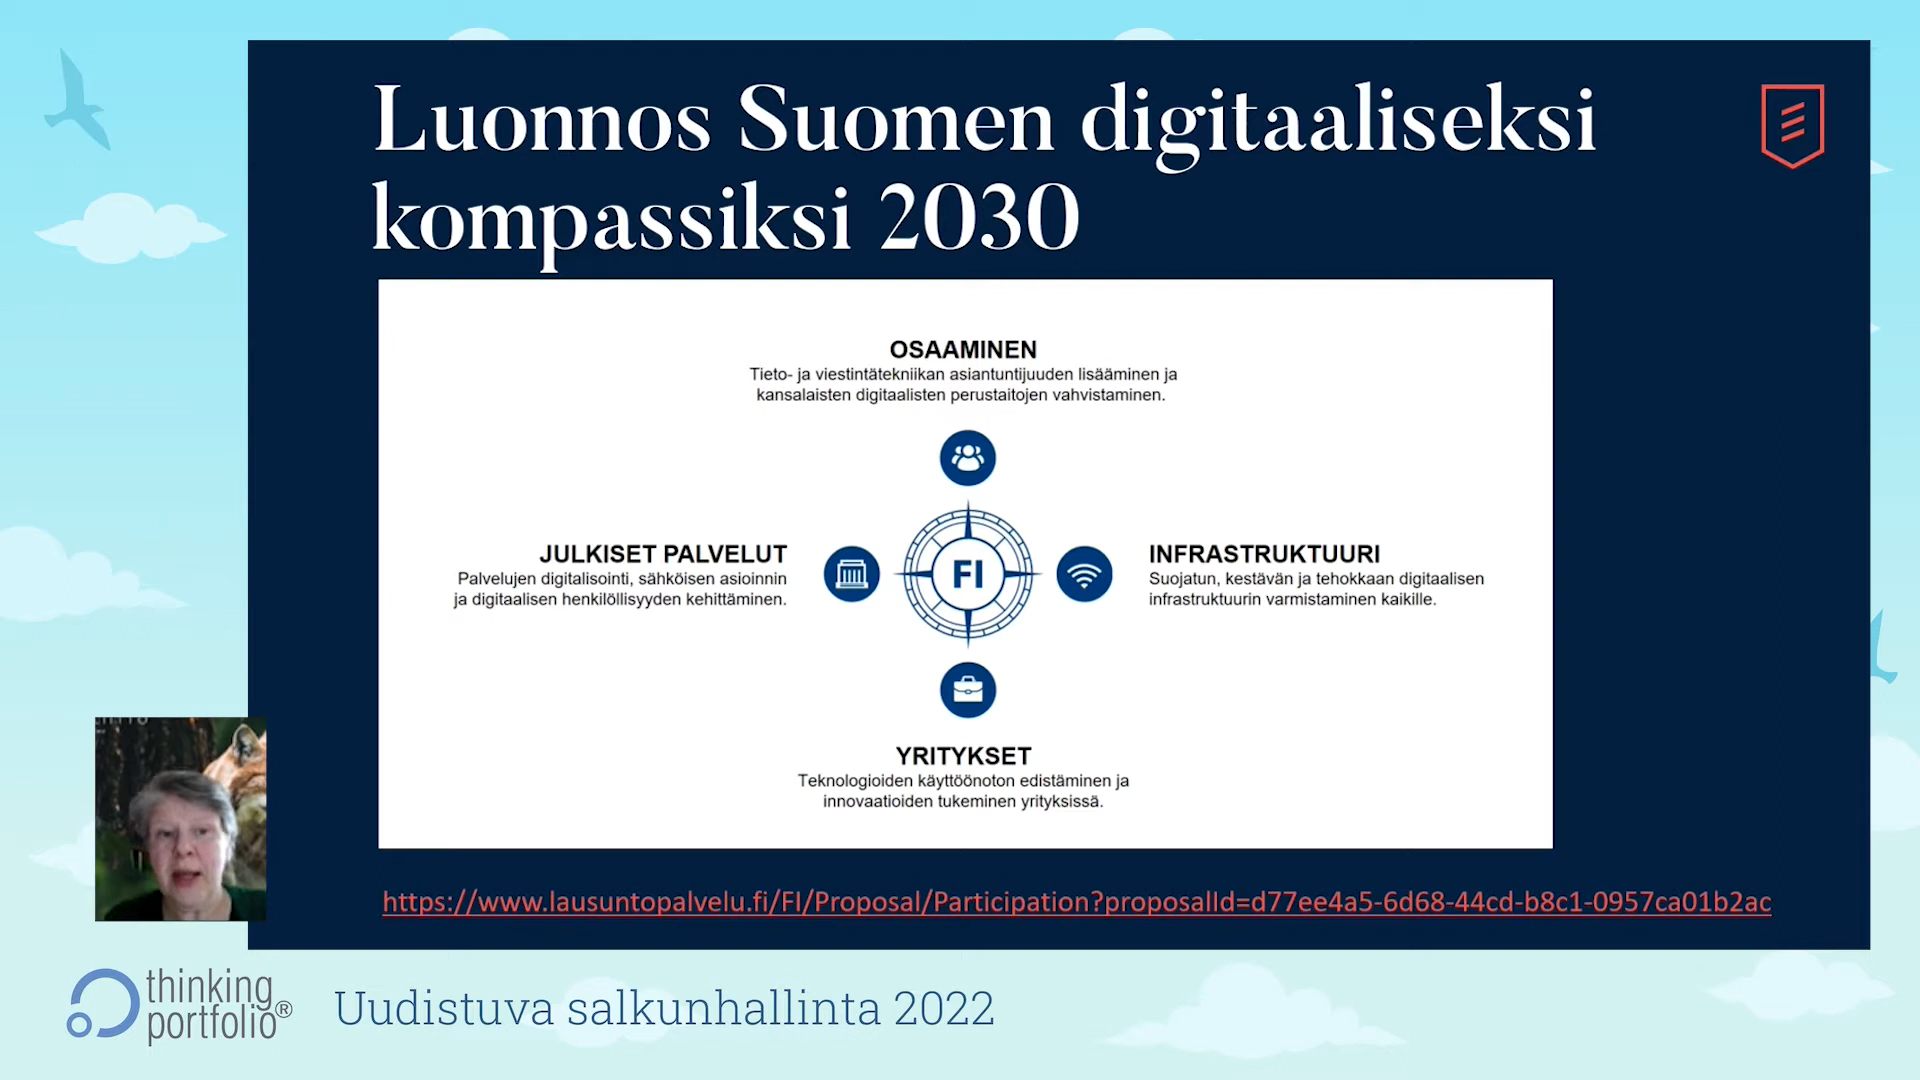 Luonnos Suomen digitaaliseksi
kompassiksi 2030
OSAAMINEN
Tieto- ja viestintätekniikan asiantuntijuuden lisääminen ja
kansalaisten digitaalisten perustaitojen vahvistaminen.
JULKISET PALVELUT
Palvelujen digitalisointi, sähköisen asioinnin
ja digitaalisen henkilöllisyyden kehittäminen.
FI
INFRASTRUKTUURI
Suojatun, kestävän ja tehokkaan digitaalisen
infrastruktuurin varmistaminen kaikille.
YRITYKSET
Teknologioiden käyttöönoton edistäminen ja
innovaatioiden tukeminen yrityksissä.
https://www.lausuntopalvelu.fi/FI/Proposal/Participation?proposalId=d77ee4a5-6d68-44cd-b8c1-0957ca01b2ac
thinking
portfolio®
Uudistuva salkunhallinta 2022